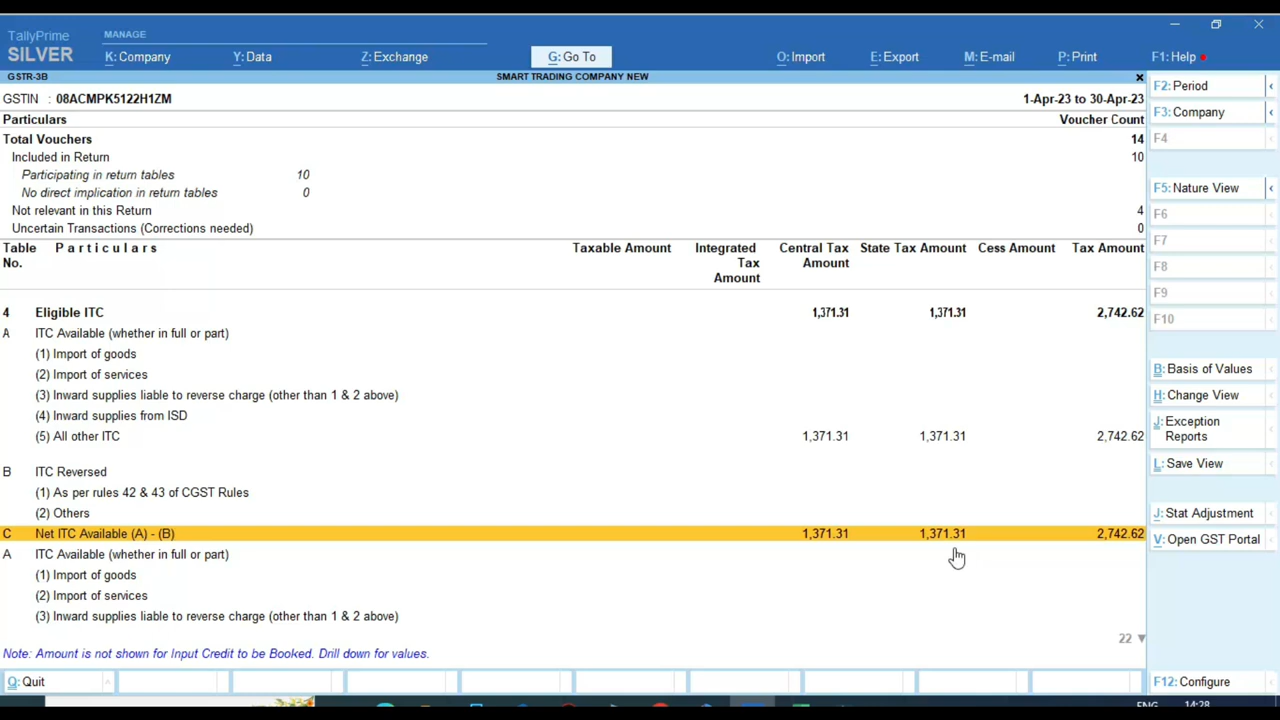 TallyPrime
SILVER
MANAGE
K: Company Y: Data Z: Exchange G: Go To O: Import E: Export M: E-mail P: Print F1: Help
GSTR-3B SMART TRADING COMPANY NEW ×
GSTIN : 08ACMPK5122H1ZM 1-Apr-23 to 30-Apr-23
Particulars Voucher Count
Total Vouchers 14
Included in Return 10
Participating in return tables 10
No direct implication in return tables 0
Not relevant in this Return 4
Uncertain Transactions (Corrections needed) 0
Table No. Particulars Taxable Amount Integrated Tax Amount Central Tax Amount State Tax Amount Cess Amount Tax Amount
4 Eligible ITC 1,371.31 1,371.31 2,742.62
A ITC Available (whether in full or part)
(1) Import of goods
(2) Import of services
(3) Inward supplies liable to reverse charge (other than 1 & 2 above)
(4) Inward supplies from ISD
(5) All other ITC 1,371.31 1,371.31 2,742.62
B ITC Reversed
(1) As per rules 42 & 43 of CGST Rules
(2) Others
C Net ITC Available (A) - (B) 1,371.31 1,371.31 2,742.62
A ITC Available (whether in full or part)
(1) Import of goods
(2) Import of services
(3) Inward supplies liable to reverse charge (other than 1 & 2 above)
22 ▼
Note: Amount is not shown for Input Credit to be Booked. Drill down for values.
Q: Quit
F2: Period
F3: Company
F4
F5: Nature View
F6
F7
F8
F9
F10
B: Basis of Values
H: Change View
J: Exception
Reports
L: Save View
J: Stat Adjustment
V: Open GST Portal
F12: Configure
ENG 14:28